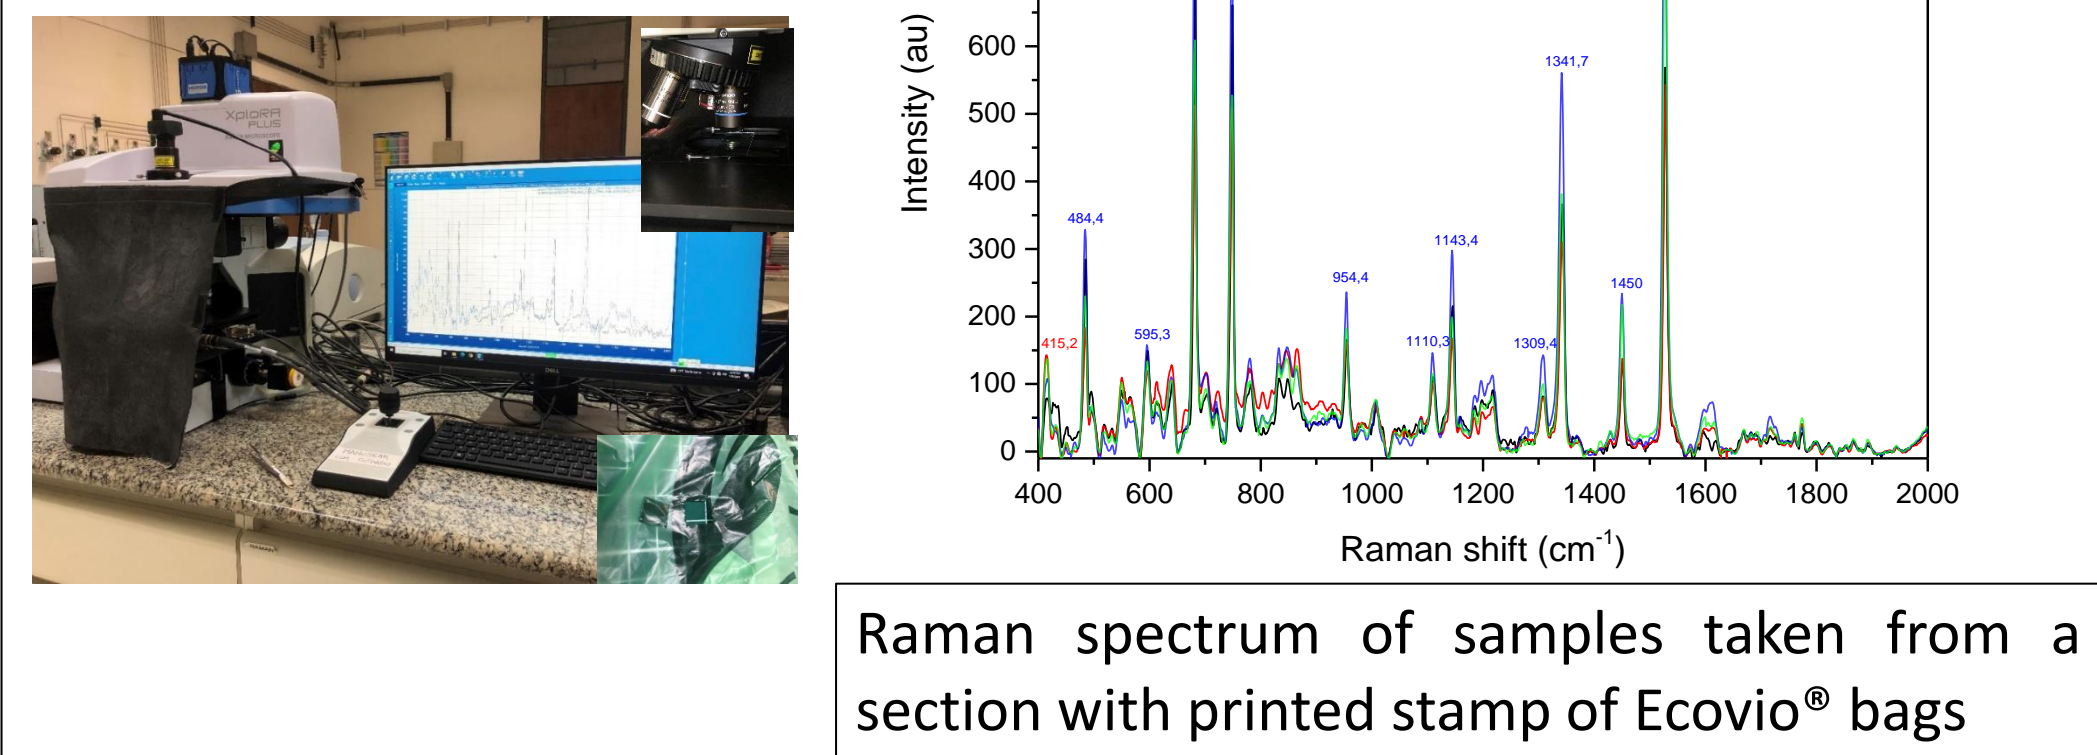 XploRA
PLUS
DELL
RAMAN
Intensity (au)
600
500
400
300
200
100
0
415,2
484,4
595,3
954,4
1110,3
1143,4
1309,4
1341,7
1450
400 600 800 1000 1200 1400 1600 1800 2000
Raman shift (cm⁻¹)
Raman spectrum of samples taken from a
section with printed stamp of Ecovio® bags